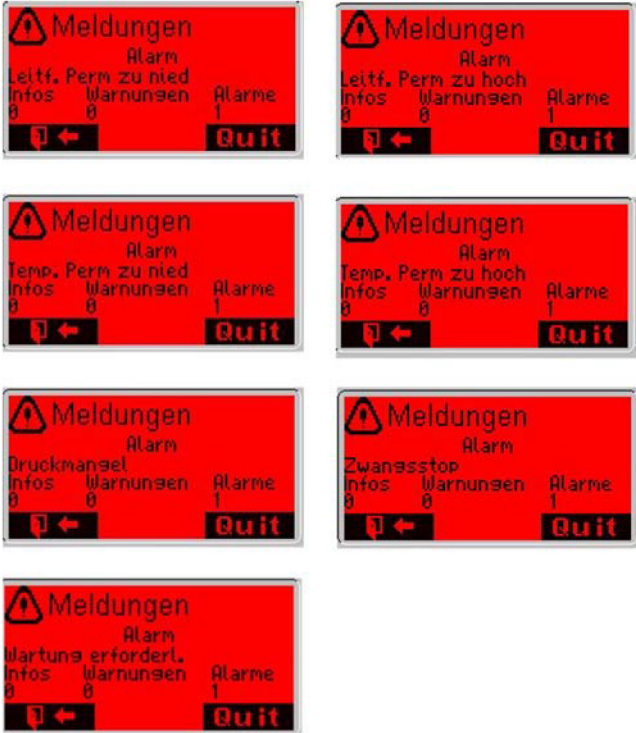 Meldungen
Alarm
Leitf. Perm zu nied
Infos Warnungen Alarme
0 0 1
Quit
Meldungen
Alarm
Leitf. Perm zu hoch
Infos Warnungen Alarme
0 0 1
Quit
Meldungen
Alarm
Temp. Perm zu nied
Infos Warnungen Alarme
0 0 1
Quit
Meldungen
Alarm
Temp. Perm zu hoch
Infos Warnungen Alarme
0 0 1
Quit
Meldungen
Alarm
Druckmangel
Infos Warnungen Alarme
0 0 1
Quit
Meldungen
Alarm
Zwangsstop
Infos Warnungen Alarme
0 0 1
Quit
Meldungen
Alarm
Wartung erforderl.
Infos Warnungen Alarme
0 0 1
Quit